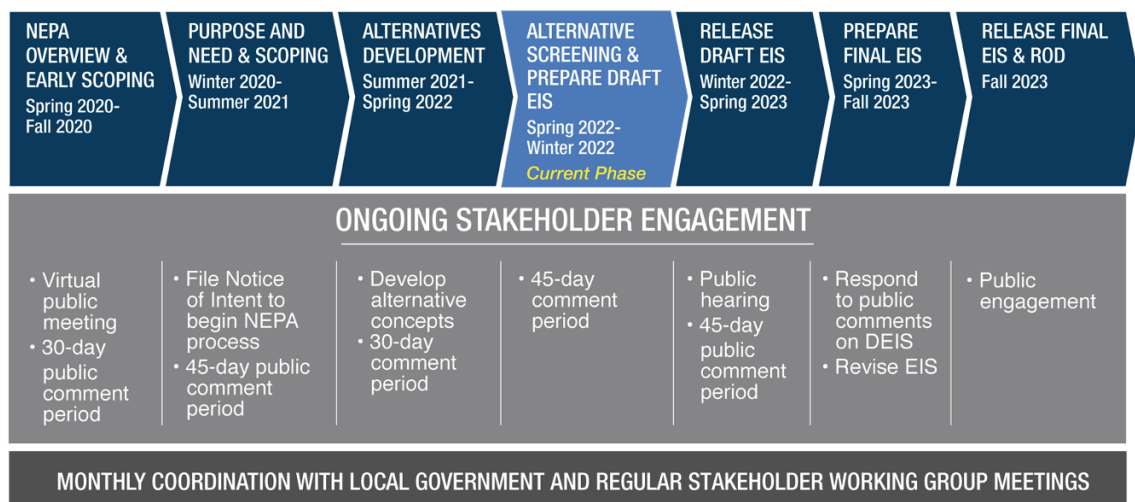 NEPA
OVERVIEW &
EARLY SCOPING
Spring 2020-
Fall 2020
PURPOSE AND
NEED & SCOPING
Winter 2020-
Summer 2021
ALTERNATIVES
DEVELOPMENT
Summer 2021-
Spring 2022
ALTERNATIVE
SCREENING &
PREPARE DRAFT
EIS
Spring 2022-
Winter 2022
Current Phase
RELEASE
DRAFT EIS
Winter 2022-
Spring 2023
PREPARE
FINAL EIS
Spring 2023-
Fall 2023
RELEASE FINAL
EIS & ROD
Fall 2023
ONGOING STAKEHOLDER ENGAGEMENT
• Virtual
public
meeting
• 30-day
public
comment
period
• File Notice
of Intent to
begin NEPA
process
• 45-day public
comment
period
• Develop
alternative
concepts
• 30-day
comment
period
• 45-day
comment
period
• Public
hearing
• 45-day
public
comment
period
• Respond
to public
comments
on DEIS
• Revise EIS
• Public
engagement
MONTHLY COORDINATION WITH LOCAL GOVERNMENT AND REGULAR STAKEHOLDER WORKING GROUP MEETINGS